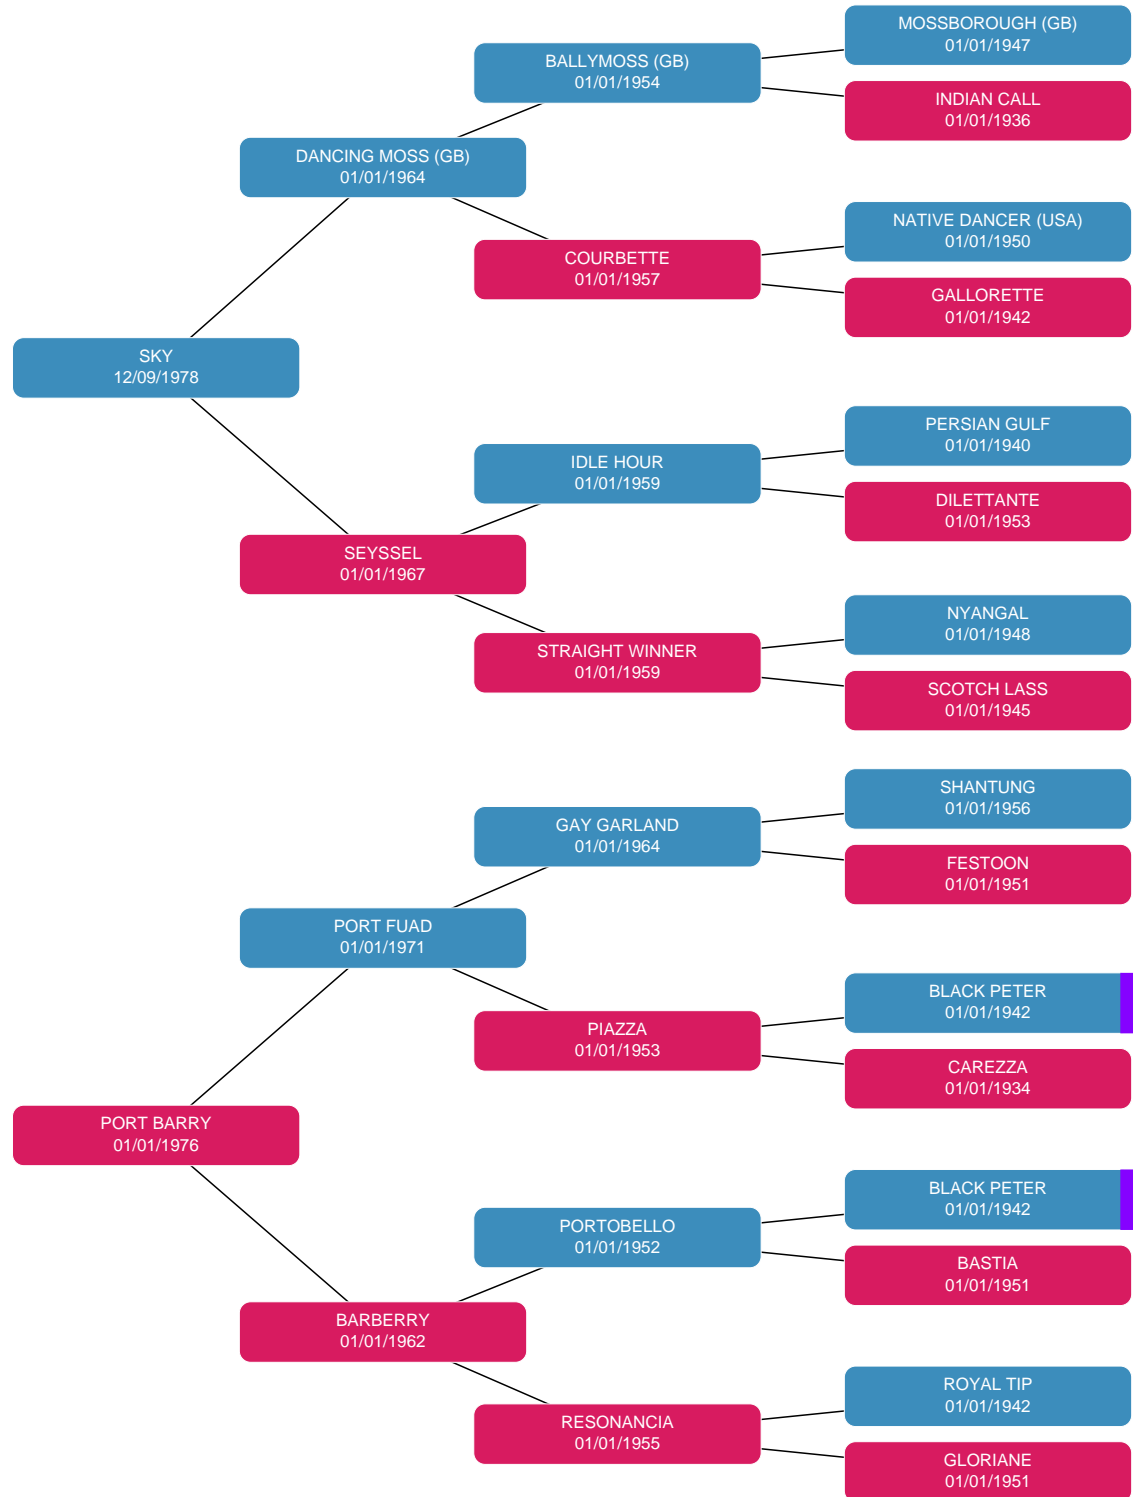 MOSSBOROUGH (GB)
01/01/1947
BALLYMOSS (GB)
01/01/1954
INDIAN CALL
01/01/1936
DANCING MOSS (GB)
01/01/1964
NATIVE DANCER (USA)
01/01/1950
COURBETTE
01/01/1957
GALLORETTE
01/01/1942
SKY
12/09/1978
PERSIAN GULF
01/01/1940
IDLE HOUR
01/01/1959
DILETTANTE
01/01/1953
SEYSSEL
01/01/1967
NYANGAL
01/01/1948
STRAIGHT WINNER
01/01/1959
SCOTCH LASS
01/01/1945
SHANTUNG
01/01/1956
GAY GARLAND
01/01/1964
FESTOON
01/01/1951
PORT FUAD
01/01/1971
BLACK PETER
01/01/1942
PIAZZA
01/01/1953
CAREZZA
01/01/1934
PORT BARRY
01/01/1976
BLACK PETER
01/01/1942
PORTOBELLO
01/01/1952
BASTIA
01/01/1951
BARBERRY
01/01/1962
ROYAL TIP
01/01/1942
RESONANCIA
01/01/1955
GLORIANE
01/01/1951